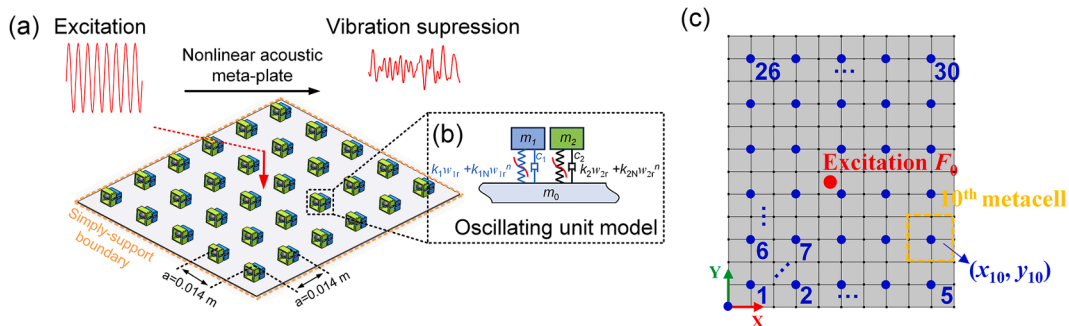 (a)
Excitation
Vibration supression
Nonlinear acoustic
meta-plate
Simply-support
boundary
a=0.014 m
a=0.014 m
(b)
m1
m2
c1
c2
k1w1r +k1Nw1r^n
k2w2r+k2Nw2r^n
m0
Oscillating unit model
(c)
26
...
30
Excitation F0
10th metacell
6
7
(x10, y10)
Y
1
2
...
5
X